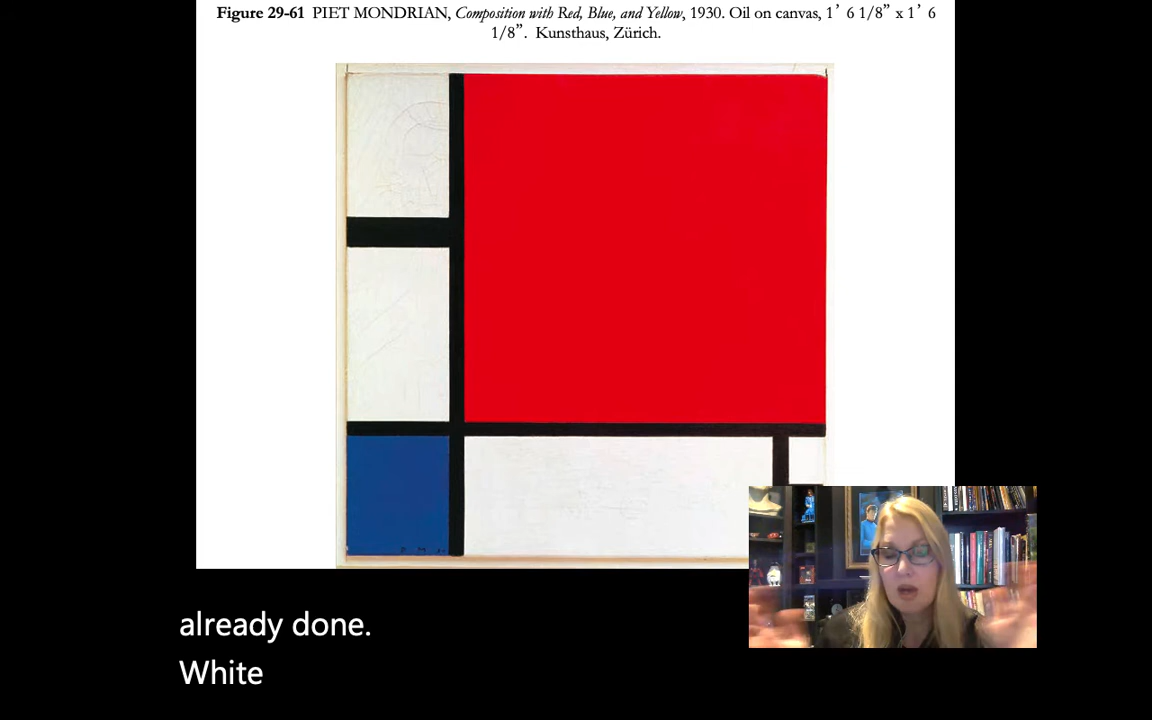 Figure 29-61 PIET MONDRIAN, Composition with Red, Blue, and Yellow, 1930. Oil on canvas, 1’ 6 1/8” x 1’ 6
1/8”. Kunsthaus, Zürich.
already done.
White